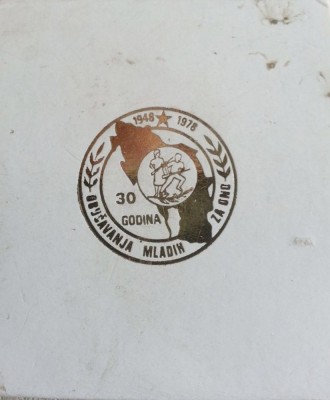 1948 1978
30
GODINA
OBUČAVANJA MLADIH ZA ONO